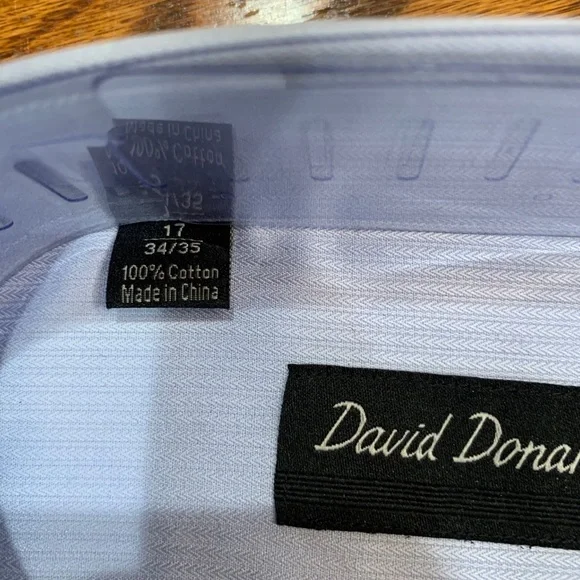 17
34/35
100% Cotton
Made in China
David Donah